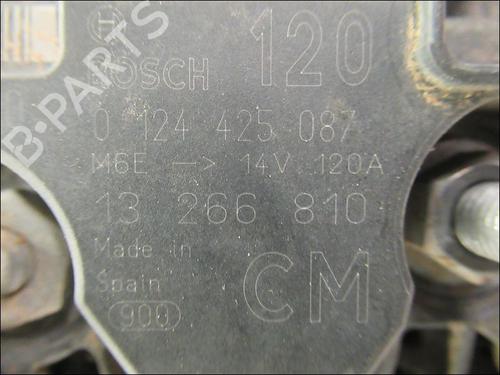 BOSCH 120
0 124 425 087
M6E —> 14V 120A
13 266 810
Made in
Spain
CM
900
B-PARTS